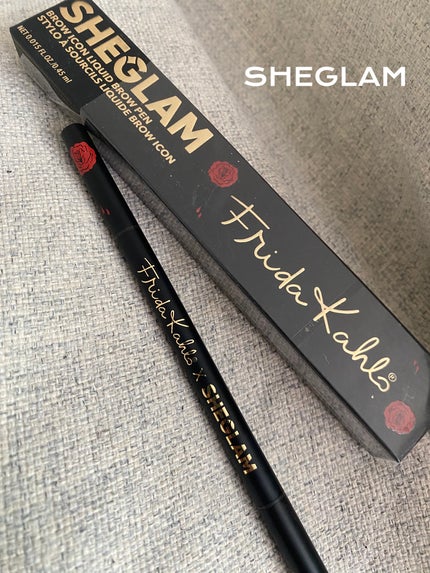 SHEGLAM
BROW ICON LIQUID BROW PEN
STYLO À SOURCILS LIQUIDE BROW ICON
NET 0.015 FL.OZ./0.45 ml
SHEGLAM
Frida Kahlo®
Frida Kahlo X SHEGLAM